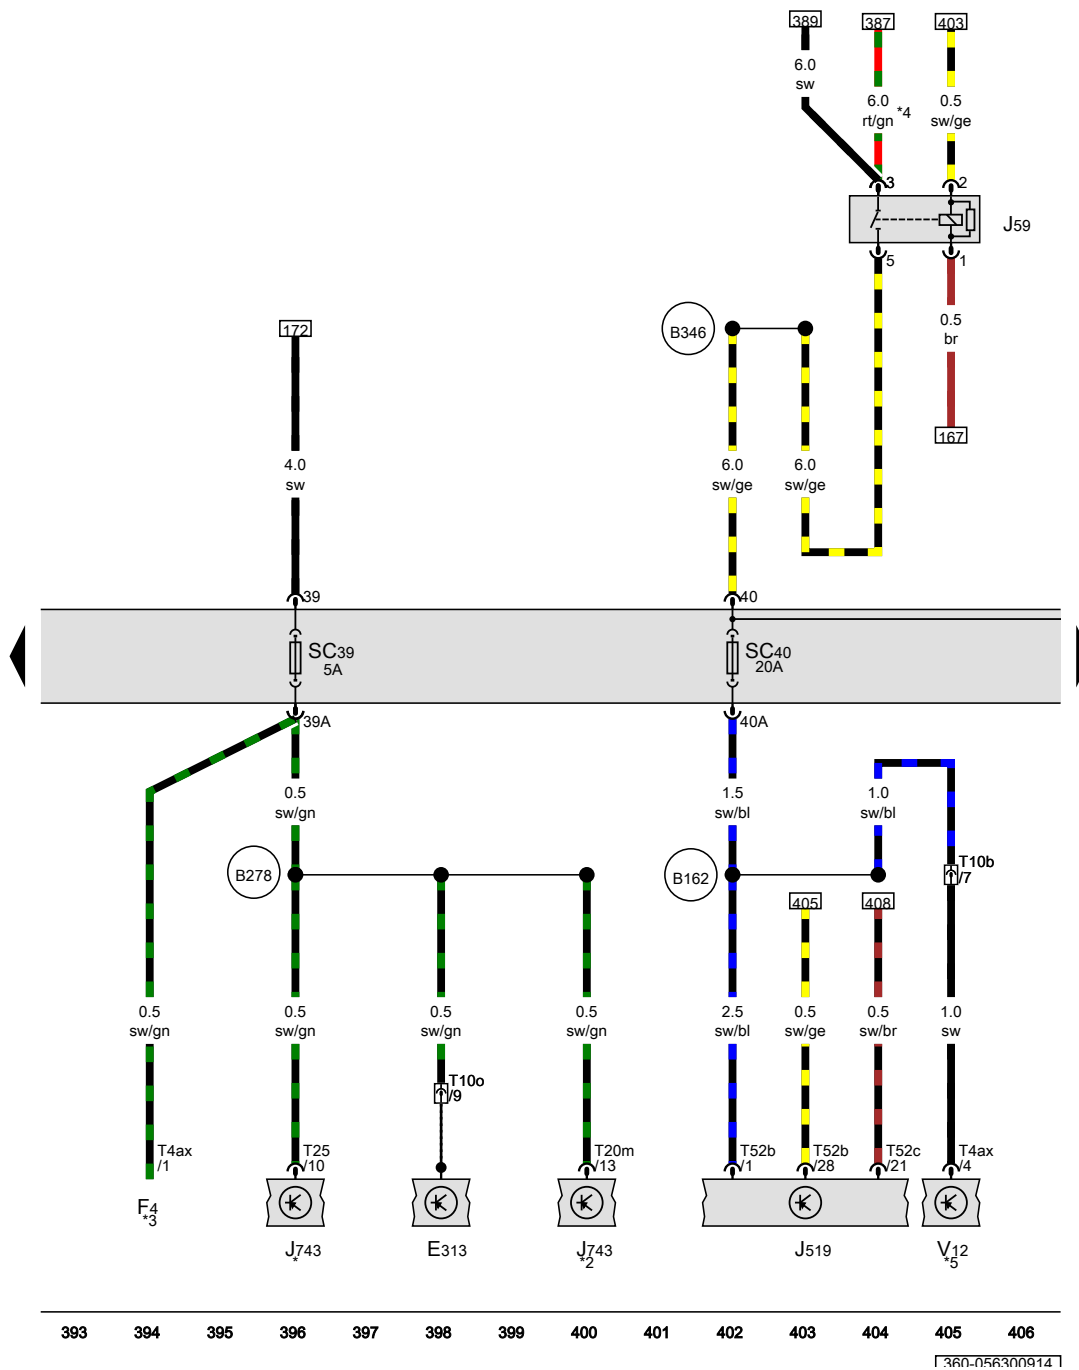 389 387 403
6.0 sw
6.0 rt/gn *4
0.5 sw/ge
3 2
J59
5 1
B346
172
0.5 br
167
4.0 sw
6.0 sw/ge
6.0 sw/ge
39 40
SC39 5A
SC40 20A
39A 40A
0.5 sw/gn
1.5 sw/bl
1.0 sw/bl
B278 B162
T10b /7
405 408
0.5 sw/gn
0.5 sw/gn
0.5 sw/gn
0.5 sw/gn
2.5 sw/bl
0.5 sw/ge
0.5 sw/br
1.0 sw
T10o /9
T4ax /1
T25 /10
T20m /13
T52b /1
T52b /28
T52c /21
T4ax /4
F4 *3
J743 *
E313
J743 *2
J519
V12 *5
393 394 395 396 397 398 399 400 401 402 403 404 405 406
360-056300914